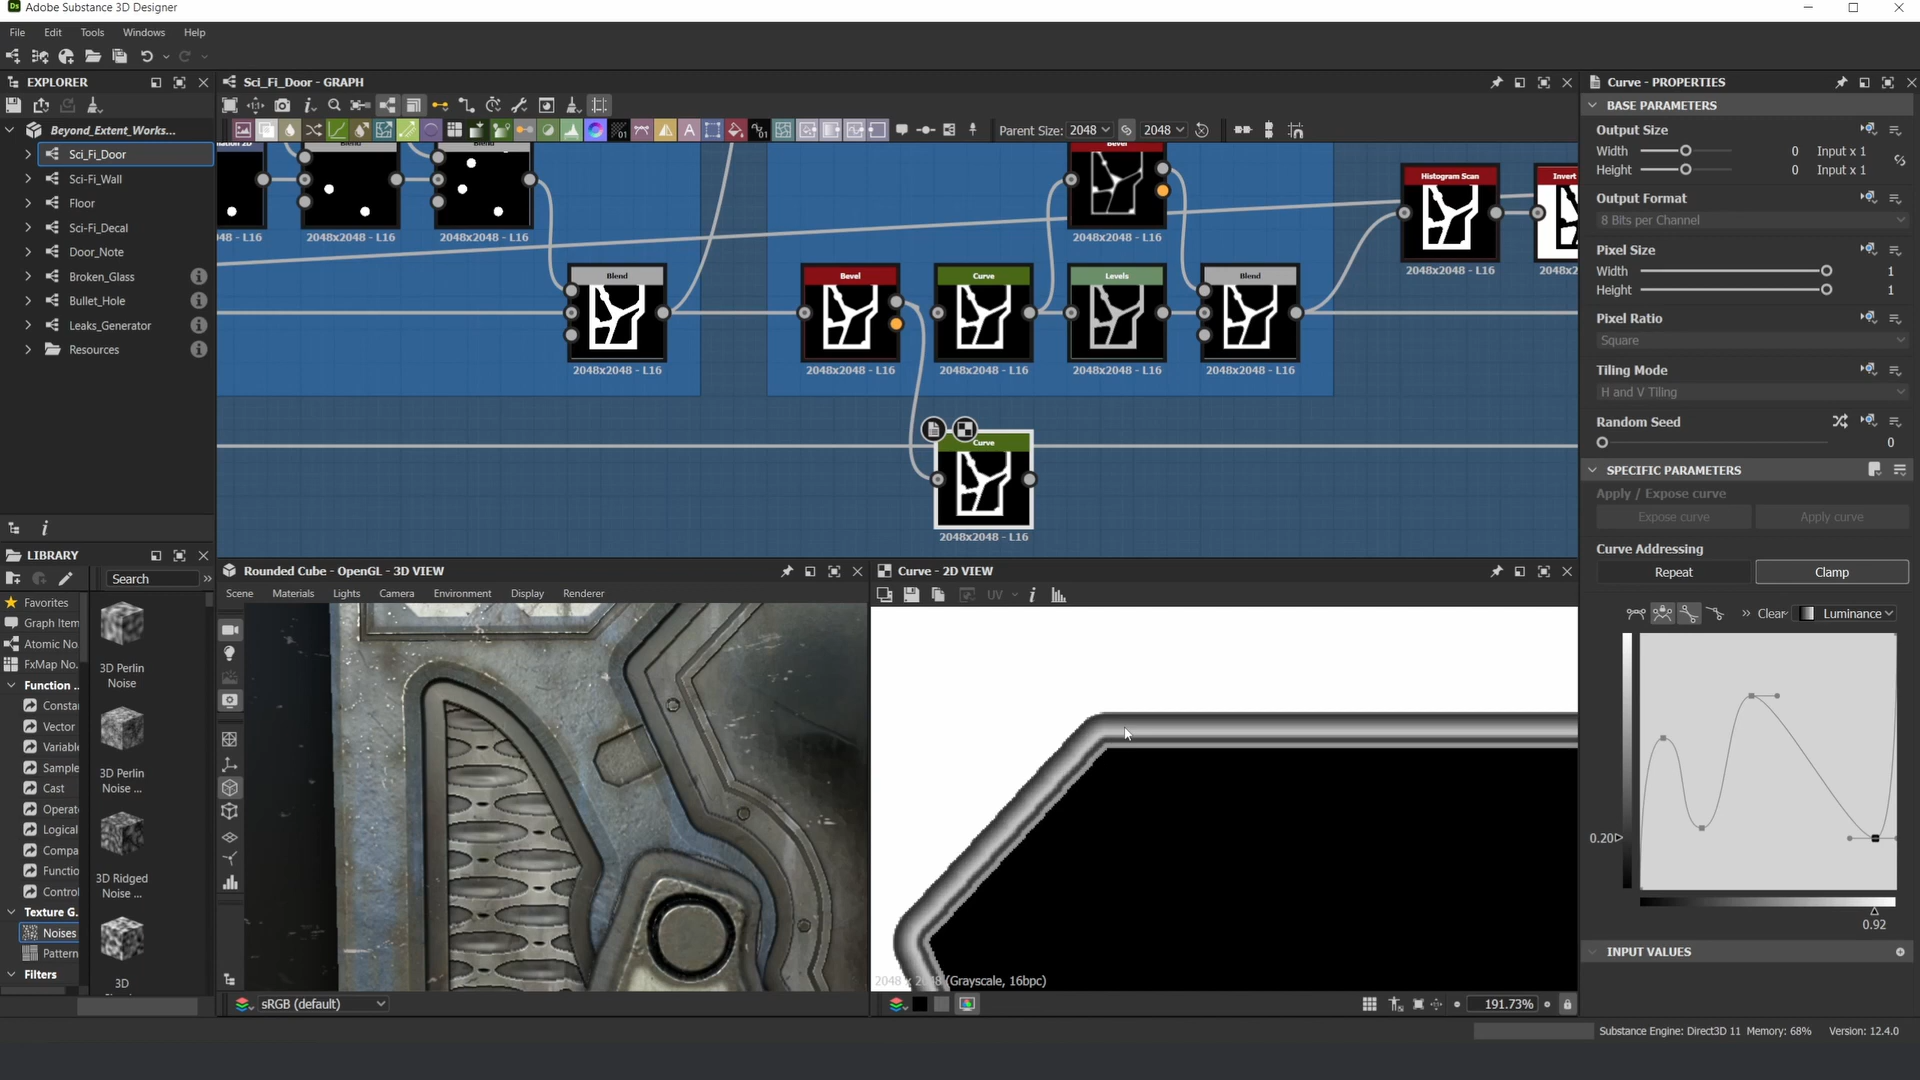 Ds Adobe Substance 3D Designer
File Edit Tools Windows Help
EXPLORER
Beyond_Extent_Works...
Sci_Fi_Door
Sci-Fi_Wall
Floor
Sci-Fi_Decal
Door_Note
Broken_Glass
Bullet_Hole
Leaks_Generator
Resources
LIBRARY
Search
Favorites
Graph Item
Atomic No
FxMap No.
Function ..
Consta
Vector
Variable
Sample
Cast
Operat
Logical
Compa
Functio
Control
Texture G.
Noises
Pattern
Filters
3D Perlin
Noise
3D Perlin
Noise ...
3D Ridged
Noise ...
3D
Sci_Fi_Door - GRAPH
Parent Size: 2048 2048
48 - L16
2048x2048 - L16
2048x2048 - L16
Blend
2048x2048 - L16
Bevel
2048x2048 - L16
Bevel
2048x2048 - L16
Curve
2048x2048 - L16
Levels
2048x2048 - L16
Blend
2048x2048 - L16
Histogram Scan
2048x2048 - L16
Invert
2048x20
Curve
2048x2048 - L16
Rounded Cube - OpenGL - 3D VIEW
Scene Materials Lights Camera Environment Display Renderer
sRGB (default)
Curve - 2D VIEW
UV
2048 x 2048 (Grayscale, 16bpc)
191.73%
Curve - PROPERTIES
BASE PARAMETERS
Output Size
Width 0 Input x 1
Height 0 Input x 1
Output Format
8 Bits per Channel
Pixel Size
Width 1
Height 1
Pixel Ratio
Square
Tiling Mode
H and V Tiling
Random Seed
0
SPECIFIC PARAMETERS
Apply / Expose curve
Expose curve Apply curve
Curve Addressing
Repeat Clamp
» Clear Luminance
0.20
0.92
INPUT VALUES
Substance Engine: Direct3D 11 Memory: 68% Version: 12.4.0